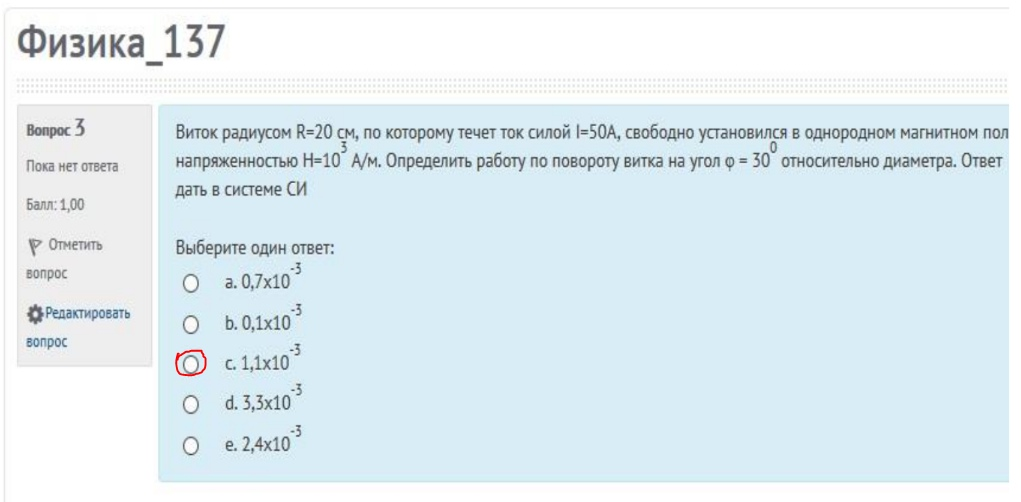 Физика_137
Вопрос 3
Пока нет ответа
Балл: 1,00
Отметить
вопрос
Редактировать
вопрос
Виток радиусом R=20 см, по которому течет ток силой I=50А, свободно установился в однородном магнитном пол
напряженностью H=10³ А/м. Определить работу по повороту витка на угол φ = 30⁰ относительно диаметра. Ответ
дать в системе СИ
Выберите один ответ:
a. 0,7x10⁻³
b. 0,1x10⁻³
c. 1,1x10⁻³
d. 3,3x10⁻³
e. 2,4x10⁻³